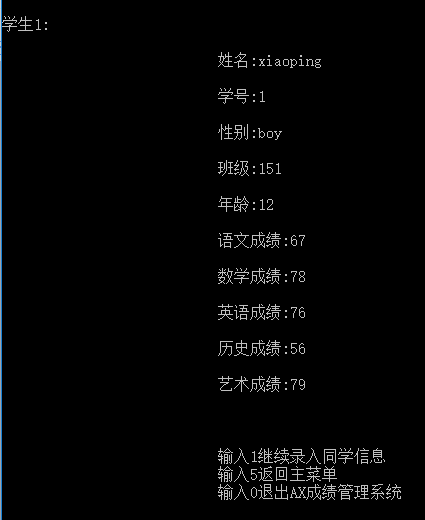 学生1:
姓名:xiaoping
学号:1
性别:boy
班级:151
年龄:12
语文成绩:67
数学成绩:78
英语成绩:76
历史成绩:56
艺术成绩:79
输入1继续录入同学信息
输入5返回主菜单
输入0退出AX成绩管理系统